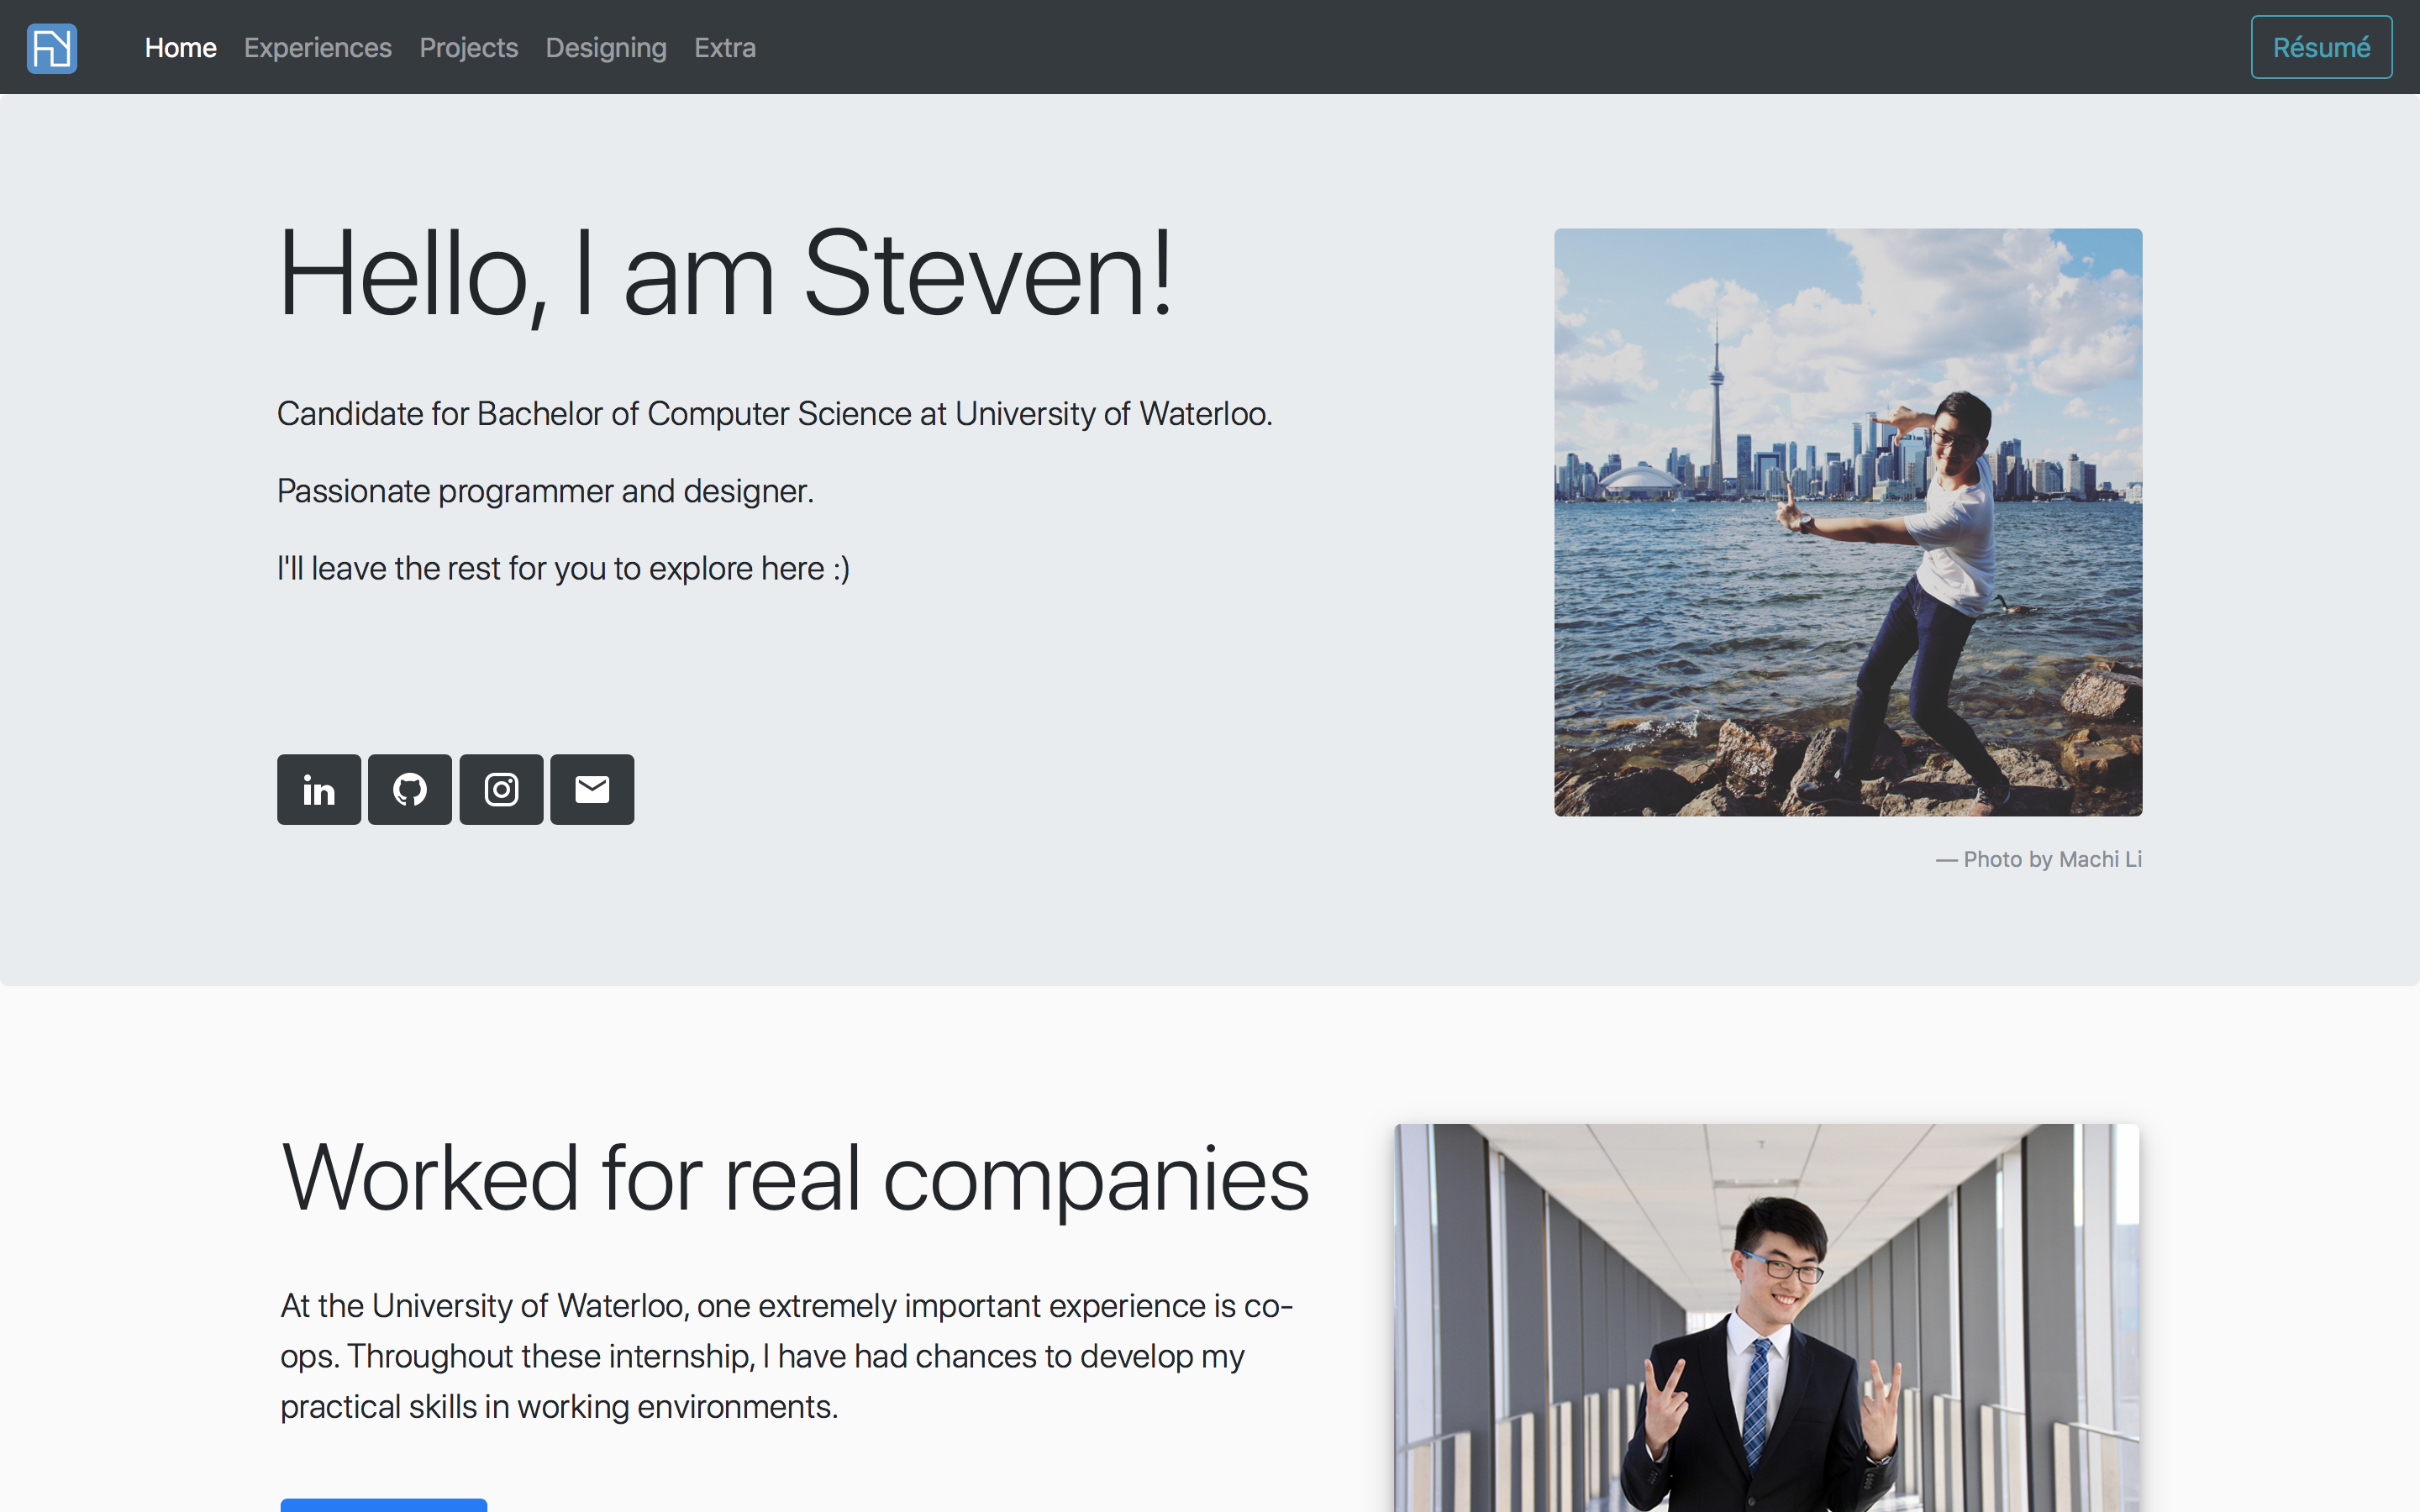 Home Experiences Projects Designing Extra Résumé
Hello, I am Steven!
Candidate for Bachelor of Computer Science at University of Waterloo.
Passionate programmer and designer.
I'll leave the rest for you to explore here :)
in
— Photo by Machi Li
Worked for real companies
At the University of Waterloo, one extremely important experience is co-
ops. Throughout these internship, I have had chances to develop my
practical skills in working environments.